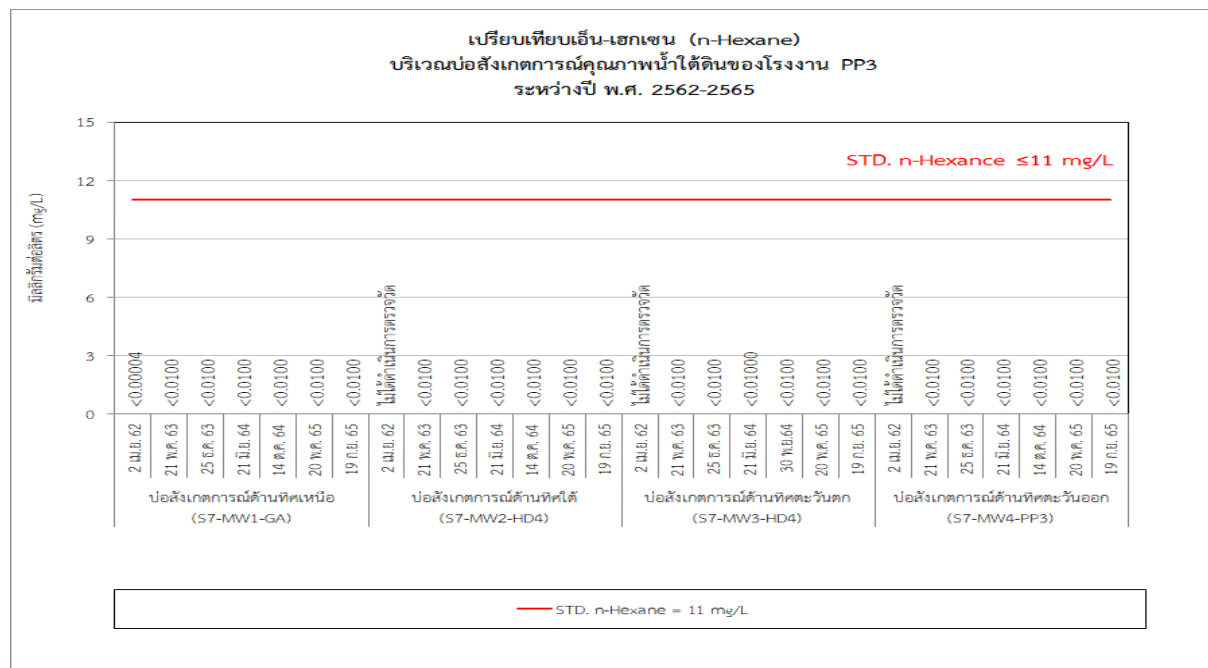 เปรียบเทียบเอ็น-เฮกเซน (n-Hexane)
บริเวณบ่อสังเกตการณ์คุณภาพน้ำใต้ดินของโรงงาน PP3
ระหว่างปี พ.ศ. 2562-2565
STD. n-Hexance ≤11 mg/L
มิลลิกรัมต่อลิตร (mg/L)
15
12
9
6
3
0
<0.00004
<0.0100
<0.0100
<0.0100
<0.0100
<0.0100
<0.0100
ไม่ได้ดำเนินการตรวจวัด
<0.0100
<0.0100
<0.0100
<0.0100
<0.0100
<0.0100
ไม่ได้ดำเนินการตรวจวัด
<0.0100
<0.0100
<0.01000
<0.0100
<0.0100
<0.0100
ไม่ได้ดำเนินการตรวจวัด
<0.0100
<0.0100
<0.0100
<0.0100
<0.0100
<0.0100
2 เม.ย. 62
21 พ.ค. 63
25 ธ.ค. 63
21 มิ.ย. 64
14 ต.ค. 64
20 พ.ค. 65
19 ก.ย. 65
2 เม.ย. 62
21 พ.ค. 63
25 ธ.ค. 63
21 มิ.ย. 64
14 ต.ค. 64
20 พ.ค. 65
19 ก.ย. 65
2 เม.ย. 62
21 พ.ค. 63
25 ธ.ค. 63
21 มิ.ย. 64
30 พ.ย.64
20 พ.ค. 65
19 ก.ย. 65
2 เม.ย. 62
21 พ.ค. 63
25 ธ.ค. 63
21 มิ.ย. 64
14 ต.ค. 64
20 พ.ค. 65
19 ก.ย. 65
บ่อสังเกตการณ์ด้านทิศเหนือ
(S7-MW1-GA)
บ่อสังเกตการณ์ด้านทิศใต้
(S7-MW2-HD4)
บ่อสังเกตการณ์ด้านทิศตะวันตก
(S7-MW3-HD4)
บ่อสังเกตการณ์ด้านทิศตะวันออก
(S7-MW4-PP3)
STD. n-Hexane = 11 mg/L